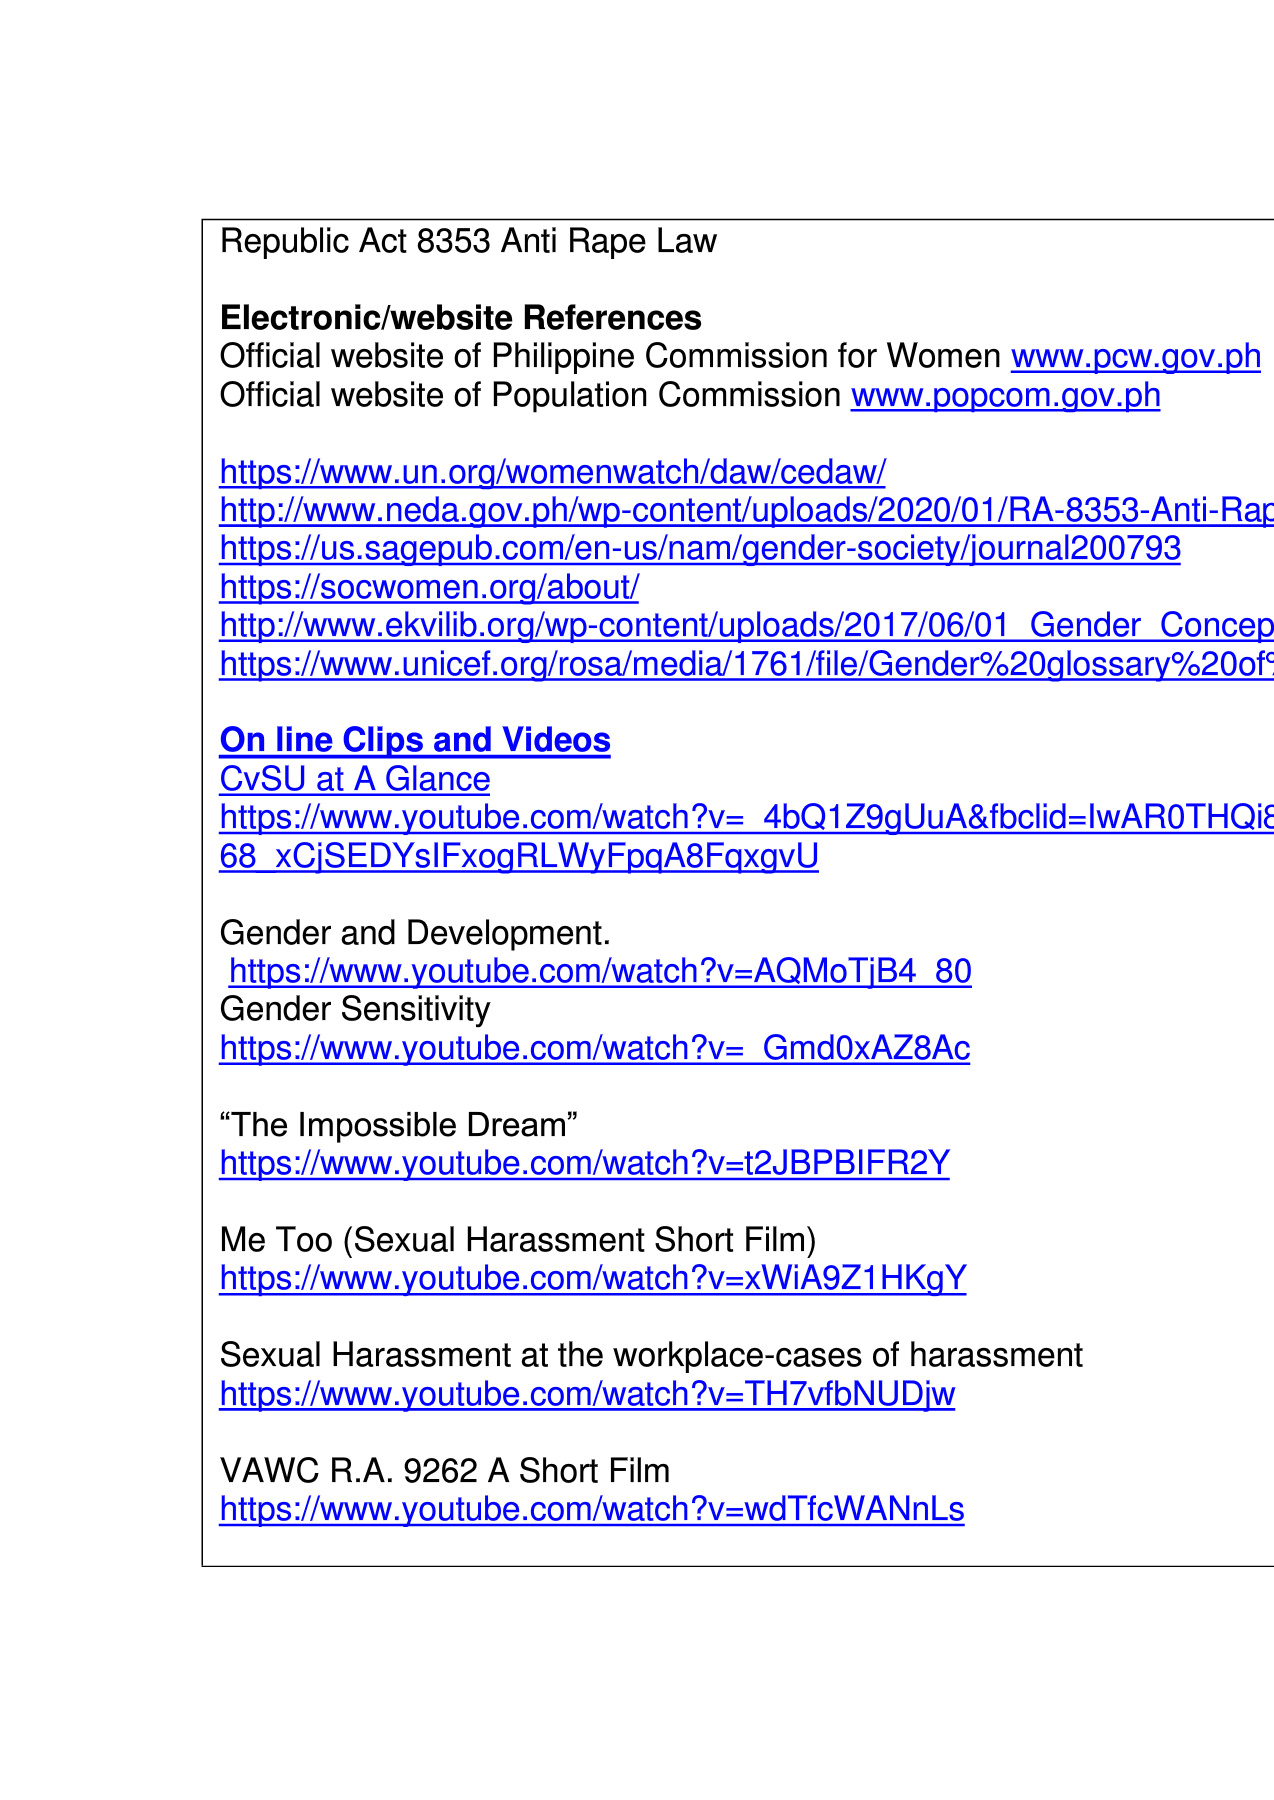 Republic Act 8353 Anti Rape Law
Electronic/website References
Official website of Philippine Commission for Women www.pcw.gov.ph
Official website of Population Commission www.popcom.gov.ph
https://www.un.org/womenwatch/daw/cedaw/
http://www.neda.gov.ph/wp-content/uploads/2020/01/RA-8353-Anti-Rap
https://us.sagepub.com/en-us/nam/gender-society/journal200793
https://socwomen.org/about/
http://www.ekvilib.org/wp-content/uploads/2017/06/01_Gender_Concep
https://www.unicef.org/rosa/media/1761/file/Gender%20glossary%20of%
On line Clips and Videos
CvSU at A Glance
https://www.youtube.com/watch?v=_4bQ1Z9gUuA&fbclid=IwAR0THQi8
68_xCjSEDYsIFxogRLWyFpqA8FqxgvU
Gender and Development.
https://www.youtube.com/watch?v=AQMoTjB4_80
Gender Sensitivity
https://www.youtube.com/watch?v=_Gmd0xAZ8Ac
“The Impossible Dream”
https://www.youtube.com/watch?v=t2JBPBIFR2Y
Me Too (Sexual Harassment Short Film)
https://www.youtube.com/watch?v=xWiA9Z1HKgY
Sexual Harassment at the workplace-cases of harassment
https://www.youtube.com/watch?v=TH7vfbNUDjw
VAWC R.A. 9262 A Short Film
https://www.youtube.com/watch?v=wdTfcWANnLs